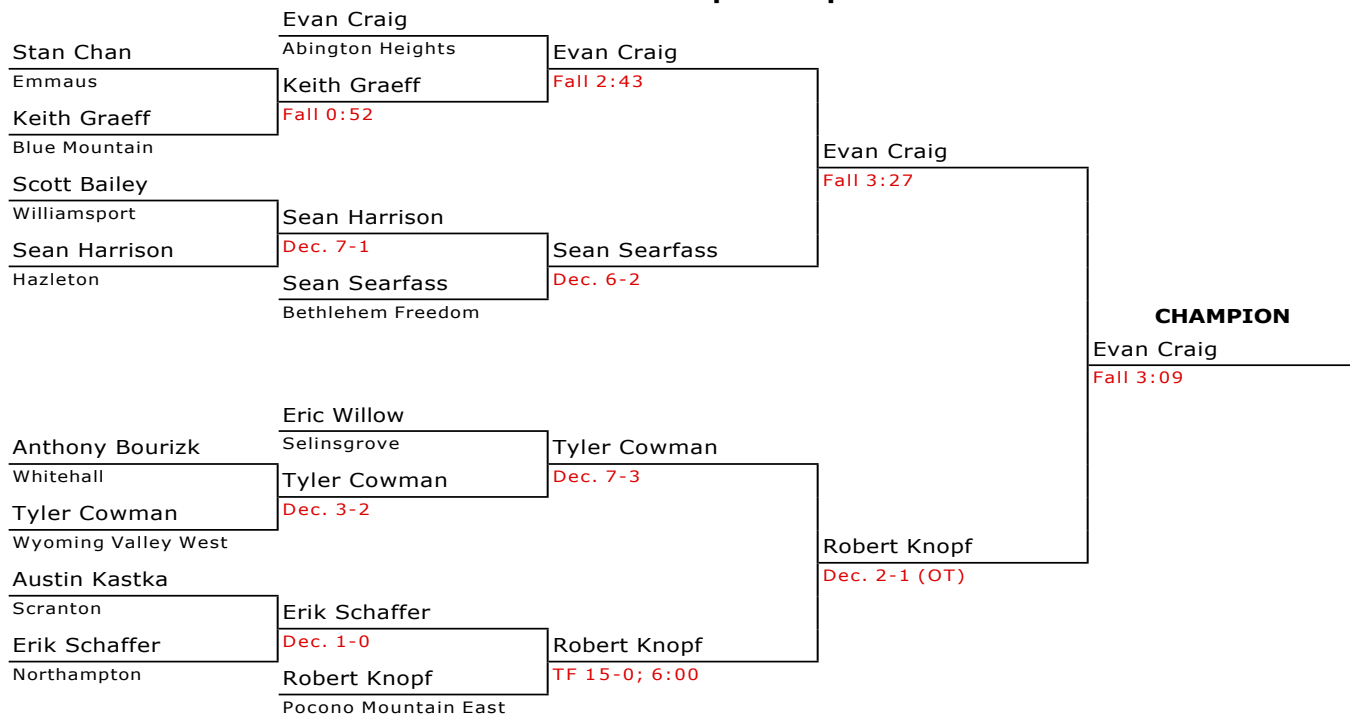 Evan Craig
Stan Chan
Abington Heights
Evan Craig
Emmaus
Keith Graeff
Fall 2:43
Keith Graeff
Fall 0:52
Blue Mountain
Evan Craig
Scott Bailey
Fall 3:27
Williamsport
Sean Harrison
Sean Harrison
Dec. 7-1
Sean Searfass
Hazleton
Sean Searfass
Dec. 6-2
Bethlehem Freedom
CHAMPION
Evan Craig
Fall 3:09
Eric Willow
Anthony Bourizk
Selinsgrove
Tyler Cowman
Whitehall
Tyler Cowman
Dec. 7-3
Tyler Cowman
Dec. 3-2
Wyoming Valley West
Robert Knopf
Austin Kastka
Dec. 2-1 (OT)
Scranton
Erik Schaffer
Erik Schaffer
Dec. 1-0
Robert Knopf
Northampton
Robert Knopf
TF 15-0; 6:00
Pocono Mountain East